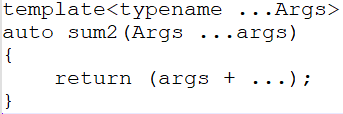 template<typename ...Args>
auto sum2(Args ...args)
{
    return (args + ...);
}